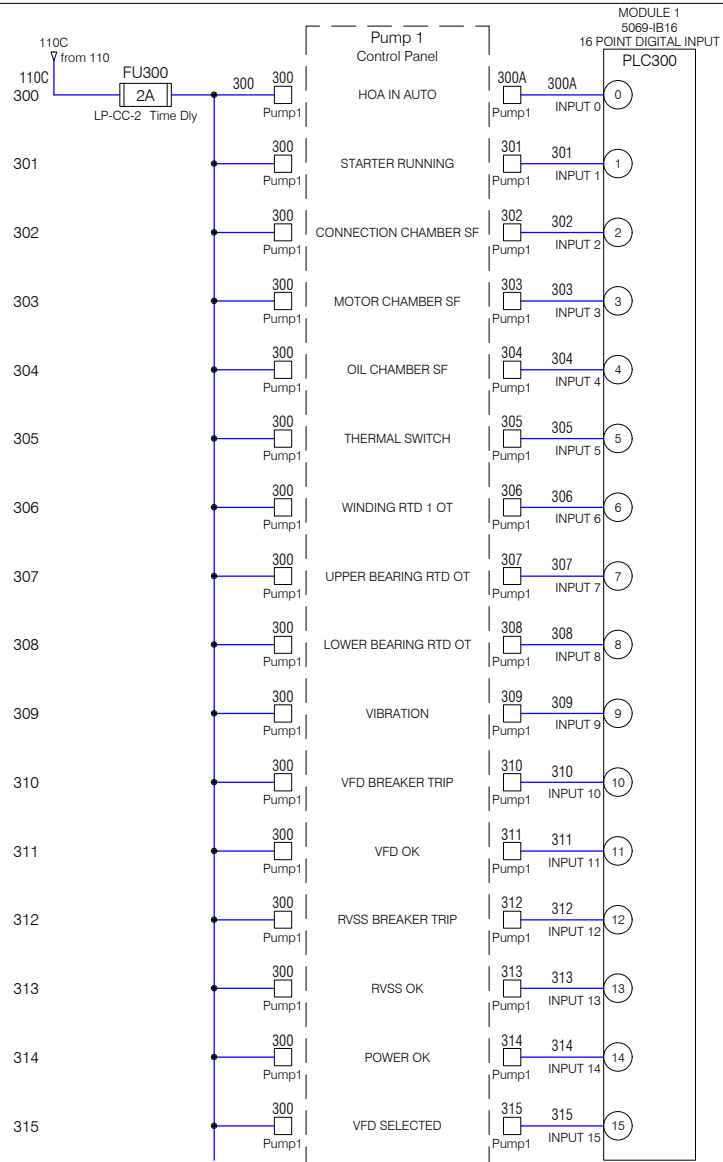 MODULE 1
5069-IB16
16 POINT DIGITAL INPUT
PLC300
Pump 1
Control Panel
110C
from 110
110C
FU300
2A
LP-CC-2 Time Dly
300
300
300
Pump1
HOA IN AUTO
300A
Pump1
300A
INPUT 0
0
301
300
Pump1
STARTER RUNNING
301
Pump1
301
INPUT 1
1
302
300
Pump1
CONNECTION CHAMBER SF
302
Pump1
302
INPUT 2
2
303
300
Pump1
MOTOR CHAMBER SF
303
Pump1
303
INPUT 3
3
304
300
Pump1
OIL CHAMBER SF
304
Pump1
304
INPUT 4
4
305
300
Pump1
THERMAL SWITCH
305
Pump1
305
INPUT 5
5
306
300
Pump1
WINDING RTD 1 OT
306
Pump1
306
INPUT 6
6
307
300
Pump1
UPPER BEARING RTD OT
307
Pump1
307
INPUT 7
7
308
300
Pump1
LOWER BEARING RTD OT
308
Pump1
308
INPUT 8
8
309
300
Pump1
VIBRATION
309
Pump1
309
INPUT 9
9
310
300
Pump1
VFD BREAKER TRIP
310
Pump1
310
INPUT 10
10
311
300
Pump1
VFD OK
311
Pump1
311
INPUT 11
11
312
300
Pump1
RVSS BREAKER TRIP
312
Pump1
312
INPUT 12
12
313
300
Pump1
RVSS OK
313
Pump1
313
INPUT 13
13
314
300
Pump1
POWER OK
314
Pump1
314
INPUT 14
14
315
300
Pump1
VFD SELECTED
315
Pump1
315
INPUT 15
15